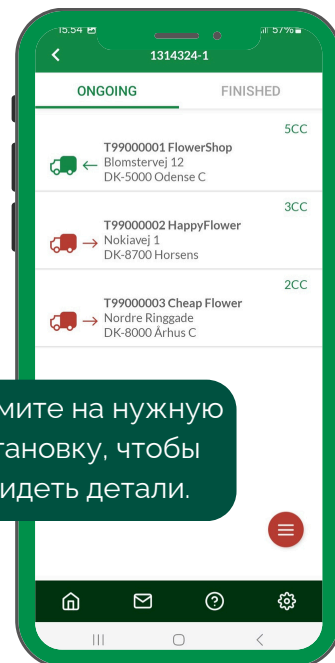 15.54
57%
1314324-1
ONGOING FINISHED
5CC
T99000001 FlowerShop
Blomstervej 12
DK-5000 Odense C
3CC
T99000002 HappyFlower
Nokiavej 1
DK-8700 Horsens
2CC
T99000003 Cheap Flower
Nordre Ringgade
DK-8000 Århus C
мите на нужную
тановку, чтобы
идеть детали.